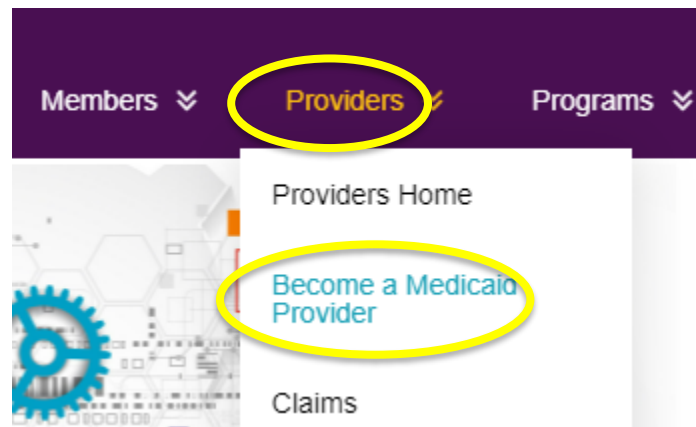 Members Providers Programs
Providers Home
Become a Medicaid
Provider
Claims